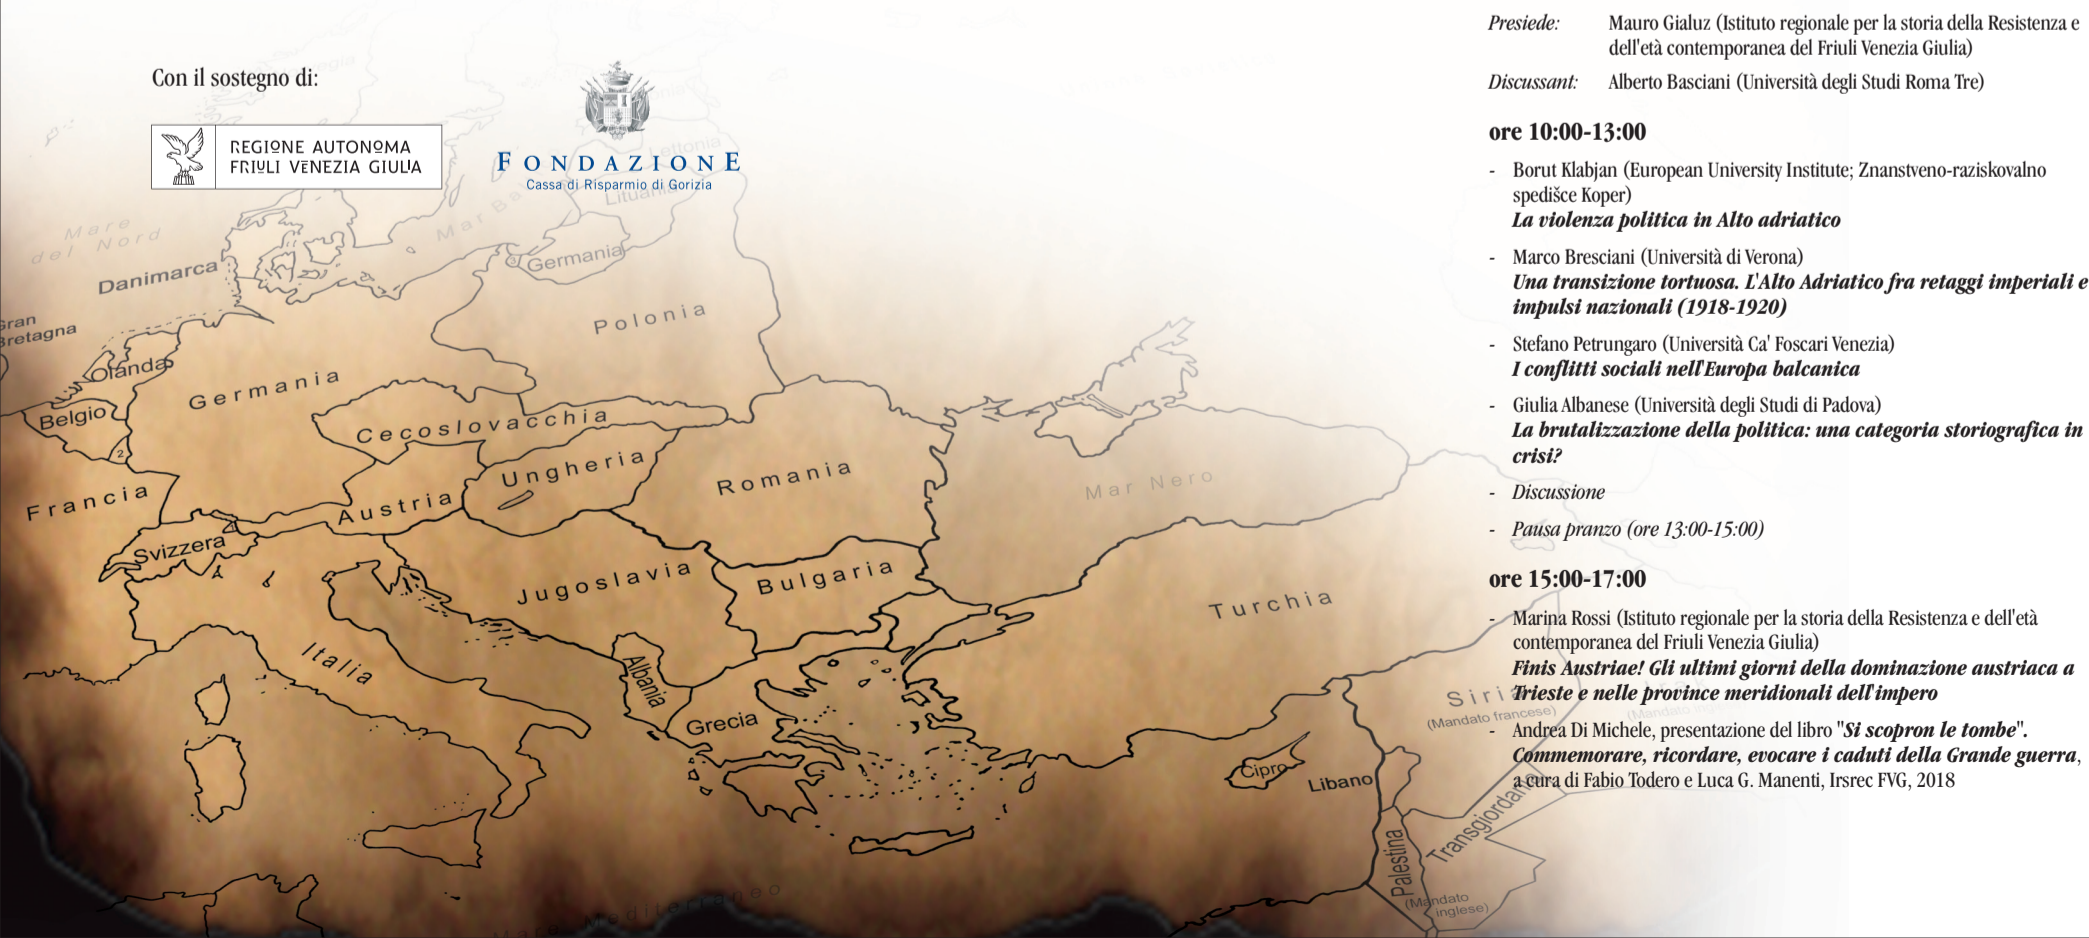 Con il sostegno di:
REGIONE AUTONOMA
FRIULI VENEZIA GIULIA
FONDAZIONE
Cassa di Risparmio di Gorizia
Lettonia
Lituania
Mar
Mare
del Nord
Danimarca
Germania
Gran
Bretagna
Polonia
Olanda
Germania
Belgio
2
Cecoslovacchia
Francia
Ungheria
Romania
Mar Nero
Austria
Svizzera
Jugoslavia
Bulgaria
Turchia
Italia
Albania
Grecia
Siria
(Mandato francese)
Cipro
Libano
Transgiordania
Palestina
(Mandato
inglese)
Mare Mediterraneo
Presiede: Mauro Gialuz (Istituto regionale per la storia della Resistenza e
dell'età contemporanea del Friuli Venezia Giulia)
Discussant: Alberto Basciani (Università degli Studi Roma Tre)
ore 10:00-13:00
- Borut Klabjan (European University Institute; Znanstveno-raziskovalno
spedišce Koper)
La violenza politica in Alto adriatico
- Marco Bresciani (Università di Verona)
Una transizione tortuosa. L'Alto Adriatico fra retaggi imperiali e
impulsi nazionali (1918-1920)
- Stefano Petrungaro (Università Ca' Foscari Venezia)
I conflitti sociali nell'Europa balcanica
- Giulia Albanese (Università degli Studi di Padova)
La brutalizzazione della politica: una categoria storiografica in
crisi?
- Discussione
- Pausa pranzo (ore 13:00-15:00)
ore 15:00-17:00
- Marina Rossi (Istituto regionale per la storia della Resistenza e dell'età
contemporanea del Friuli Venezia Giulia)
Finis Austriae! Gli ultimi giorni della dominazione austriaca a
Trieste e nelle province meridionali dell'impero
- Andrea Di Michele, presentazione del libro "Si scopron le tombe".
Commemorare, ricordare, evocare i caduti della Grande guerra,
a cura di Fabio Todero e Luca G. Manenti, Irsrec FVG, 2018